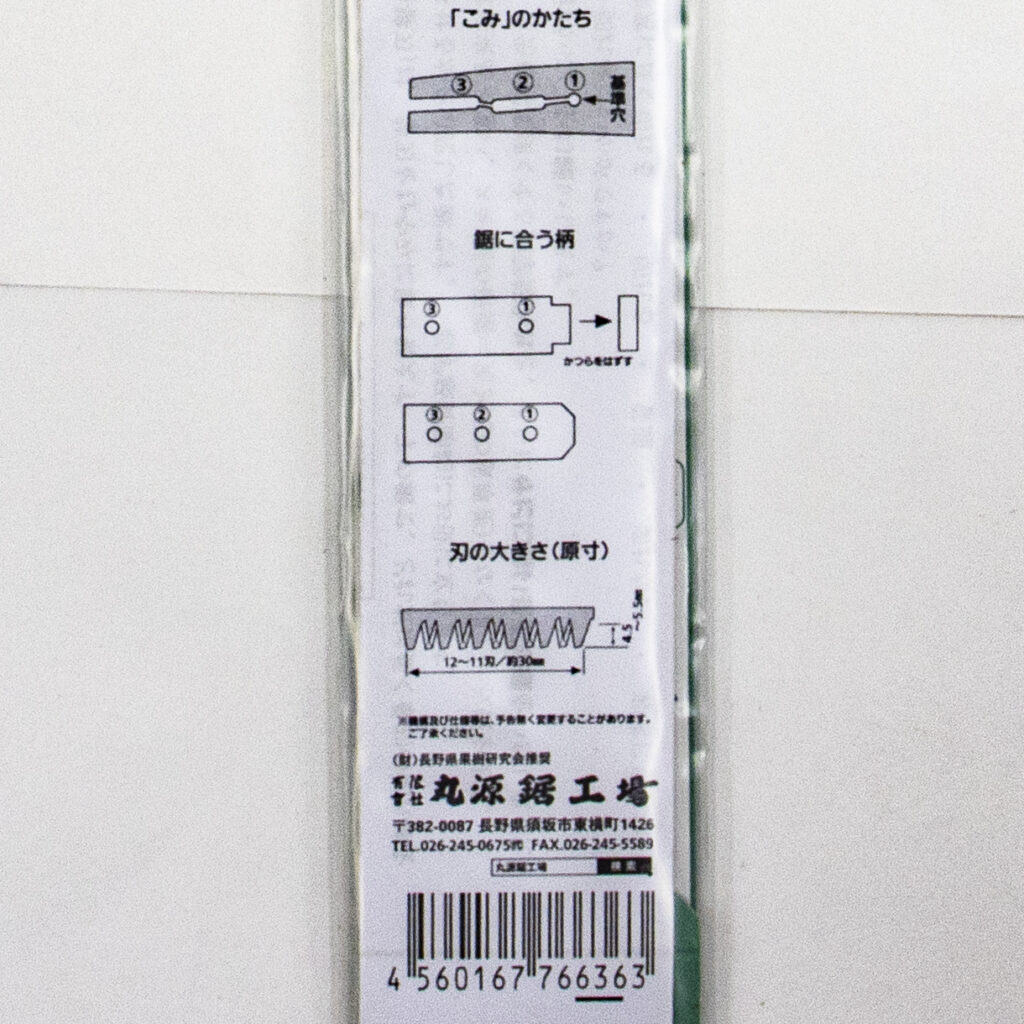 「こみ」のかたち
③ ② ① 基準穴
鋸に合う柄
③ ①
かつらをはずす
③ ② ①
刃の大きさ（原寸）
4.5
～5.5㎜
12～11刃／約30㎜
※機構及び仕様等は、予告無く変更することがあります。
ご了承ください。
（財）長野県果樹研究会推奨
有限会社 丸源鋸工場
〒382-0087 長野県須坂市東横町1426
TEL.026-245-0675㈹ FAX.026-245-5589
丸源鋸工場 検索
4 560167 766363